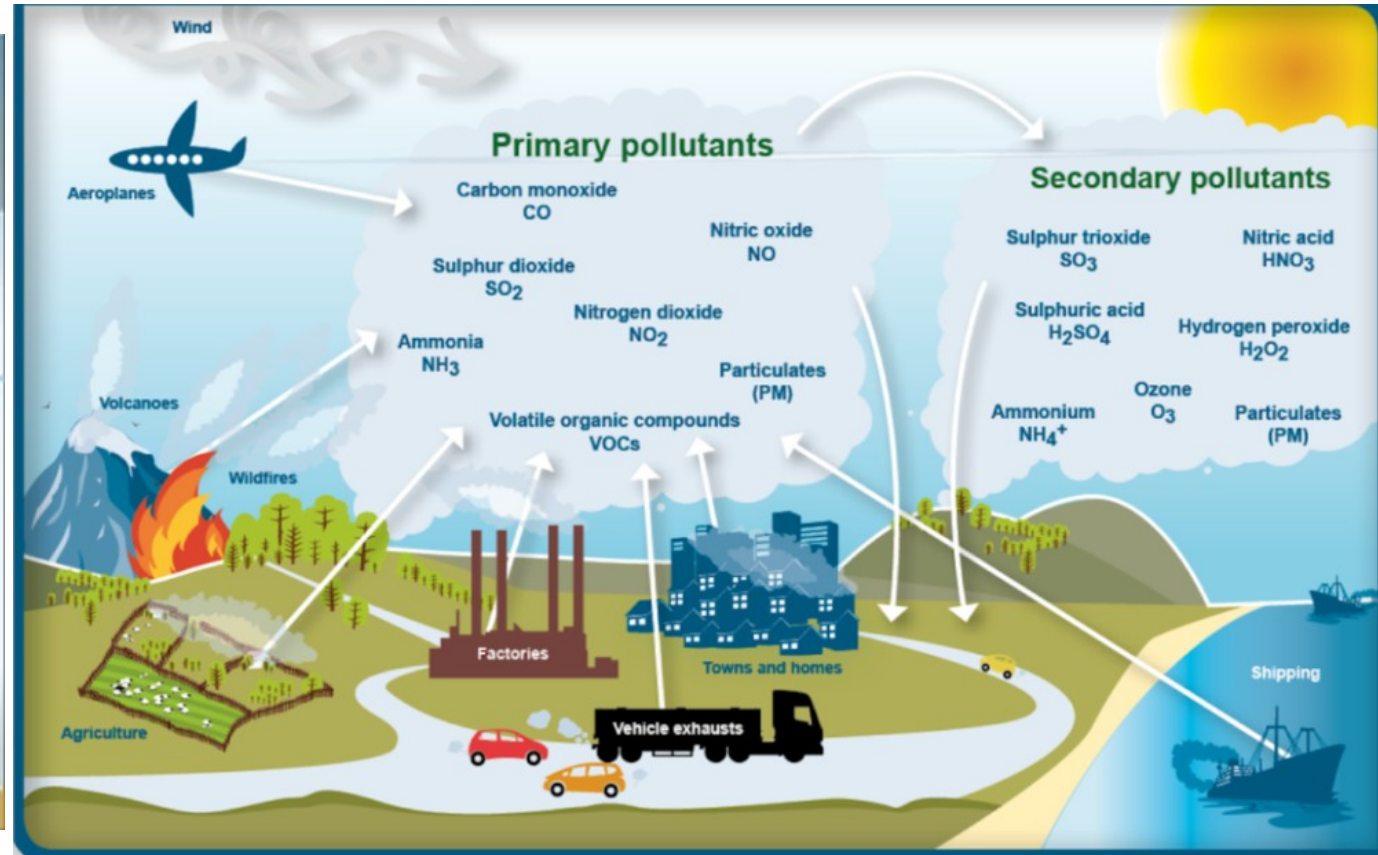 Wind
Aeroplanes
Primary pollutants
Carbon monoxide
CO
Nitric oxide
NO
Sulphur dioxide
SO2
Nitrogen dioxide
NO2
Ammonia
NH3
Particulates
(PM)
Volatile organic compounds
VOCs
Secondary pollutants
Sulphur trioxide
SO3
Nitric acid
HNO3
Sulphuric acid
H2SO4
Hydrogen peroxide
H2O2
Ozone
O3
Ammonium
NH4+
Particulates
(PM)
Volcanoes
Wildfires
Agriculture
Factories
Towns and homes
Vehicle exhausts
Shipping